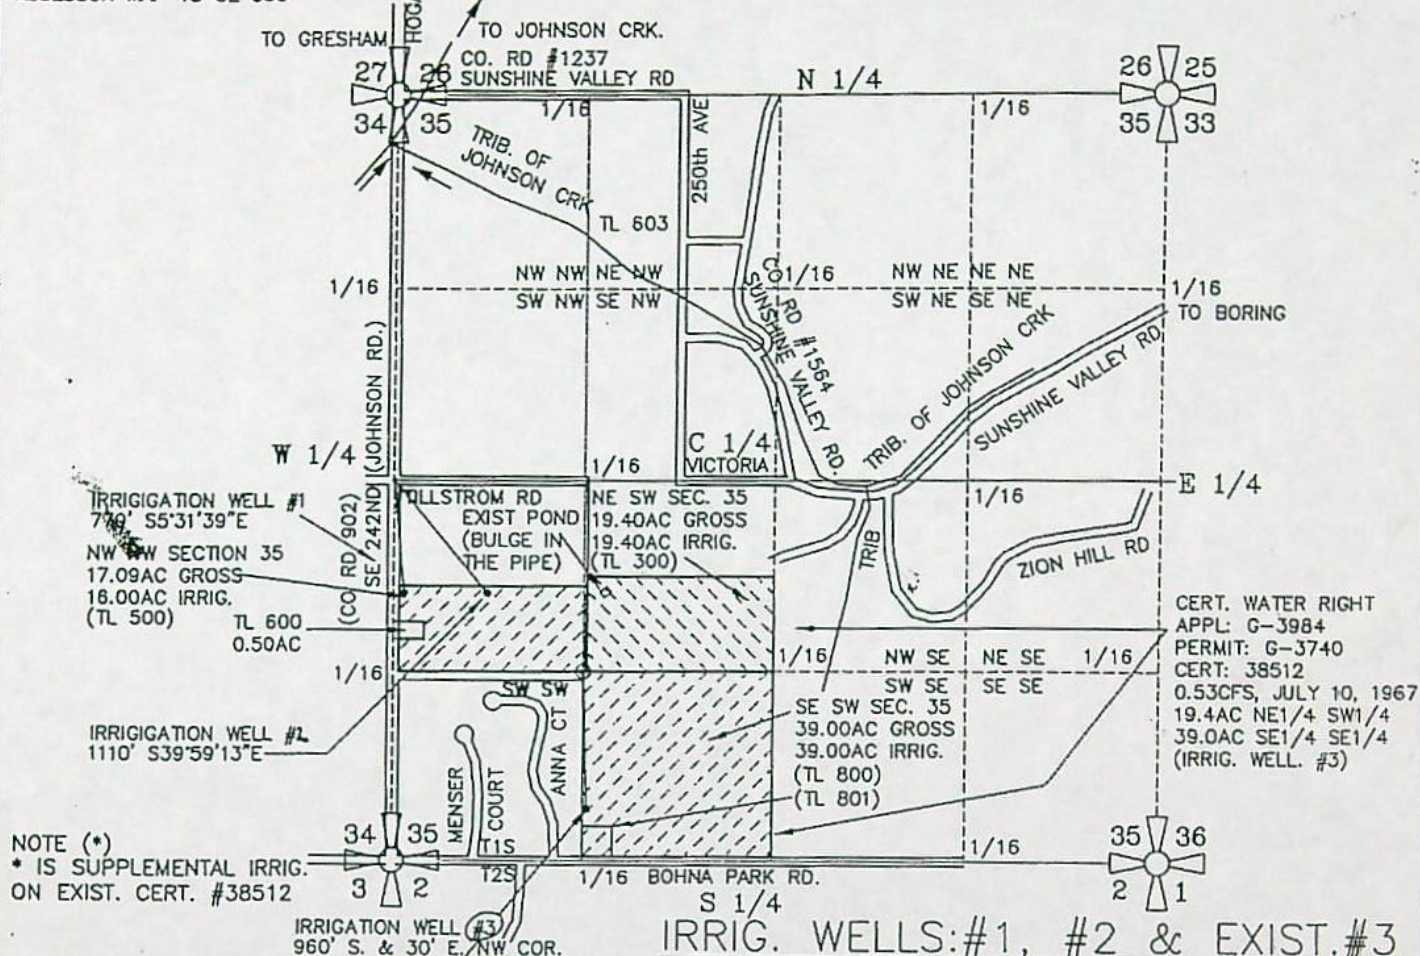 TO GRESHAM
TO JOHNSON CRK.
CO. RD #1237
SUNSHINE VALLEY RD
27 26
34 35
1/16
N 1/4
1/16
26 25
35 33
TRIB. OF
JOHNSON CRK
250th AVE
TL 603
1/16
NW NW NE NW
SW NW SE NW
CO RD #1564
SUNSHINE VALLEY RD.
1/16
NW NE NE NE
SW NE SE NE
1/16
TO BORING
TRIB. OF JOHNSON CRK
SUNSHINE VALLEY RD.
(JOHNSON RD.)
W 1/4
1/16
C 1/4
VICTORIA
1/16
E 1/4
IRRIGIGATION WELL #1
770' S5°31'39"E
SE 242ND
(CO RD 902)
EXIST POND
(BULGE IN
THE PIPE)
NE SW SEC. 35
19.40AC GROSS
19.40AC IRRIG.
(TL 300)
TRIB
ZION HILL RD
NW SECTION 35
17.09AC GROSS
16.00AC IRRIG.
(TL 500)
TL 600
0.50AC
1/16
1/16
NW SE NE SE
SW SE SE SE
1/16
CERT. WATER RIGHT
APPL: G-3984
PERMIT: G-3740
CERT: 38512
0.53CFS, JULY 10, 1967
19.4AC NE1/4 SW1/4
39.0AC SE1/4 SE1/4
(IRRIG. WELL. #3)
SW SW
SE SW SEC. 35
39.00AC GROSS
39.00AC IRRIG.
(TL 800)
(TL 801)
IRRIGATION WELL #2
1110' S39°59'13"E
MENSER
COURT
ANNA CT
NOTE (*)
* IS SUPPLEMENTAL IRRIG.
ON EXIST. CERT. #38512
34 35
3 2
T1S
T2S
1/16
BOHNA PARK RD.
1/16
35 36
2 1
S 1/4
IRRIGATION WELL #3
960' S. & 30' E. NW COR.
IRRIG. WELLS:#1, #2 & EXIST.#3